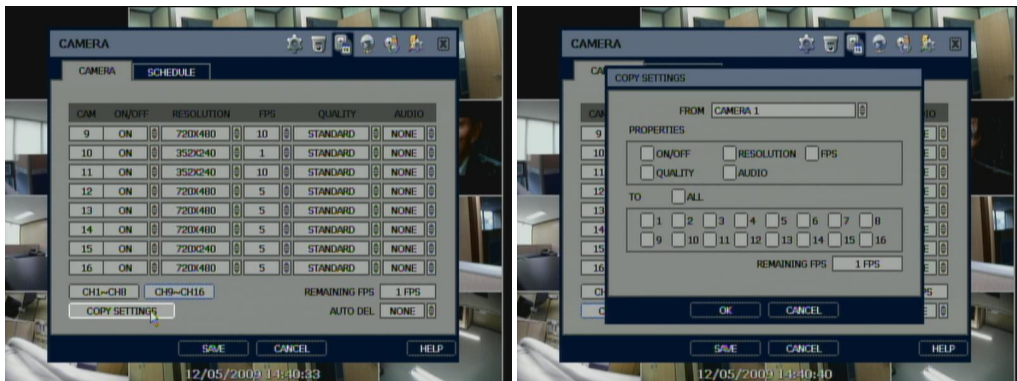 CAMERA
CAMERA SCHEDULE
CAM ON/OFF RESOLUTION FPS QUALITY AUDIO
9 ON 720X480 10 STANDARD NONE
10 ON 352X240 1 STANDARD NONE
11 ON 352X240 10 STANDARD NONE
12 ON 720X480 5 STANDARD NONE
13 ON 720X480 5 STANDARD NONE
14 ON 720X480 5 STANDARD NONE
15 ON 720X240 5 STANDARD NONE
16 ON 720X480 5 STANDARD NONE
CH1~CH8 CH9~CH16 REMAINING FPS 1 FPS
COPY SETTINGS AUTO DEL NONE
SAVE CANCEL HELP
12/05/2009 14:40:33
CAMERA
CA
COPY SETTINGS
FROM CAMERA 1
PROPERTIES
ON/OFF RESOLUTION FPS
QUALITY AUDIO
TO ALL
1 2 3 4 5 6 7 8
9 10 11 12 13 14 15 16
REMAINING FPS 1 FPS
OK CANCEL
SAVE CANCEL HELP
12/05/2009 14:40:40